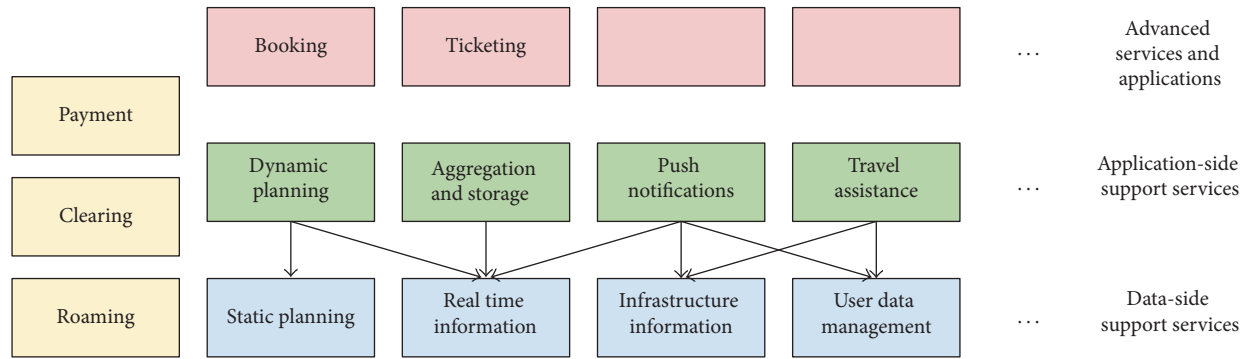 Booking
Ticketing
...
Advanced
services and
applications
Payment
Dynamic
planning
Aggregation
and storage
Push
notifications
Travel
assistance
...
Application-side
support services
Clearing
Roaming
Static planning
Real time
information
Infrastructure
information
User data
management
...
Data-side
support services